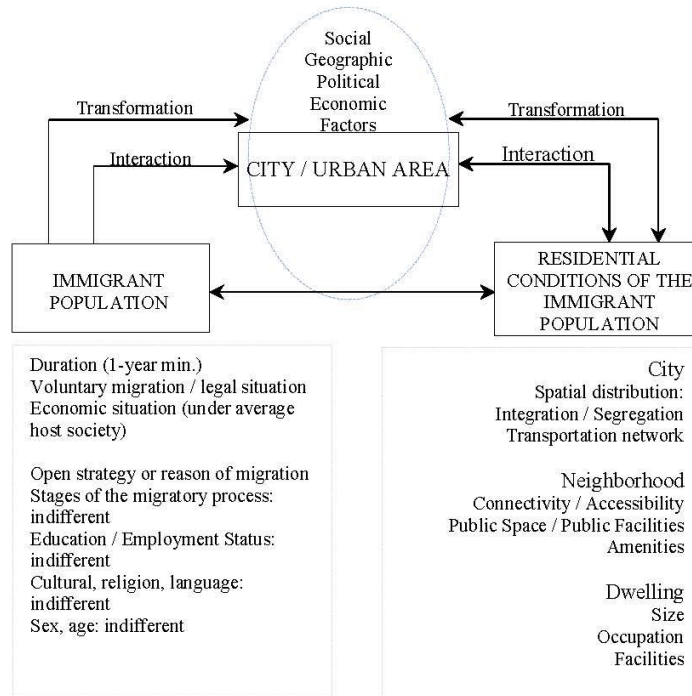 Social
Geographic
Political
Economic
Factors
Transformation
Transformation
Interaction
Interaction
CITY / URBAN AREA
IMMIGRANT
POPULATION
RESIDENTIAL
CONDITIONS OF THE
IMMIGRANT
POPULATION
Duration (1-year min.)
Voluntary migration / legal situation
Economic situation (under average
host society)
Open strategy or reason of migration
Stages of the migratory process:
indifferent
Education / Employment Status:
indifferent
Cultural, religion, language:
indifferent
Sex, age: indifferent
City
Spatial distribution:
Integration / Segregation
Transportation network
Neighborhood
Connectivity / Accessibility
Public Space / Public Facilities
Amenities
Dwelling
Size
Occupation
Facilities